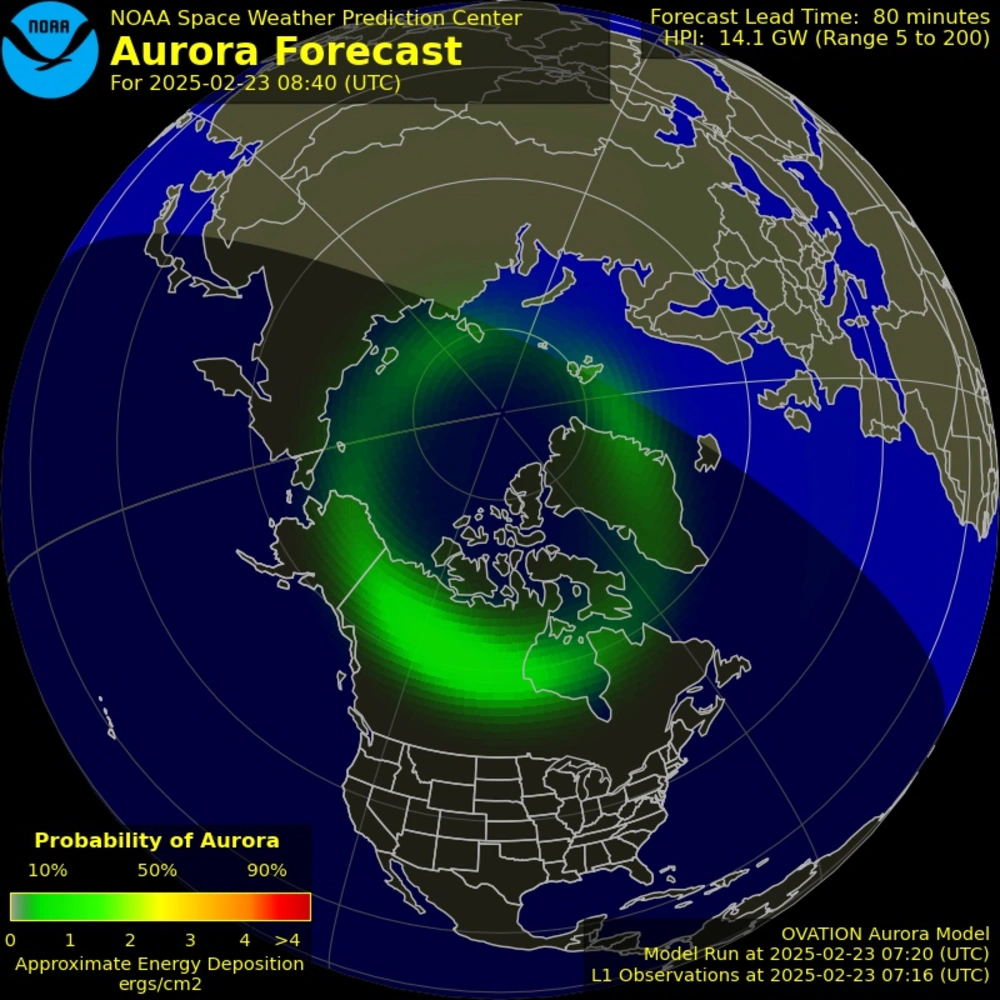 NOAA
NOAA Space Weather Prediction Center
Aurora Forecast
For 2025-02-23 08:40 (UTC)
Forecast Lead Time: 80 minutes
HPI: 14.1 GW (Range 5 to 200)
Probability of Aurora
10% 50% 90%
0 1 2 3 4 >4
Approximate Energy Deposition
ergs/cm2
OVATION Aurora Model
Model Run at 2025-02-23 07:20 (UTC)
L1 Observations at 2025-02-23 07:16 (UTC)